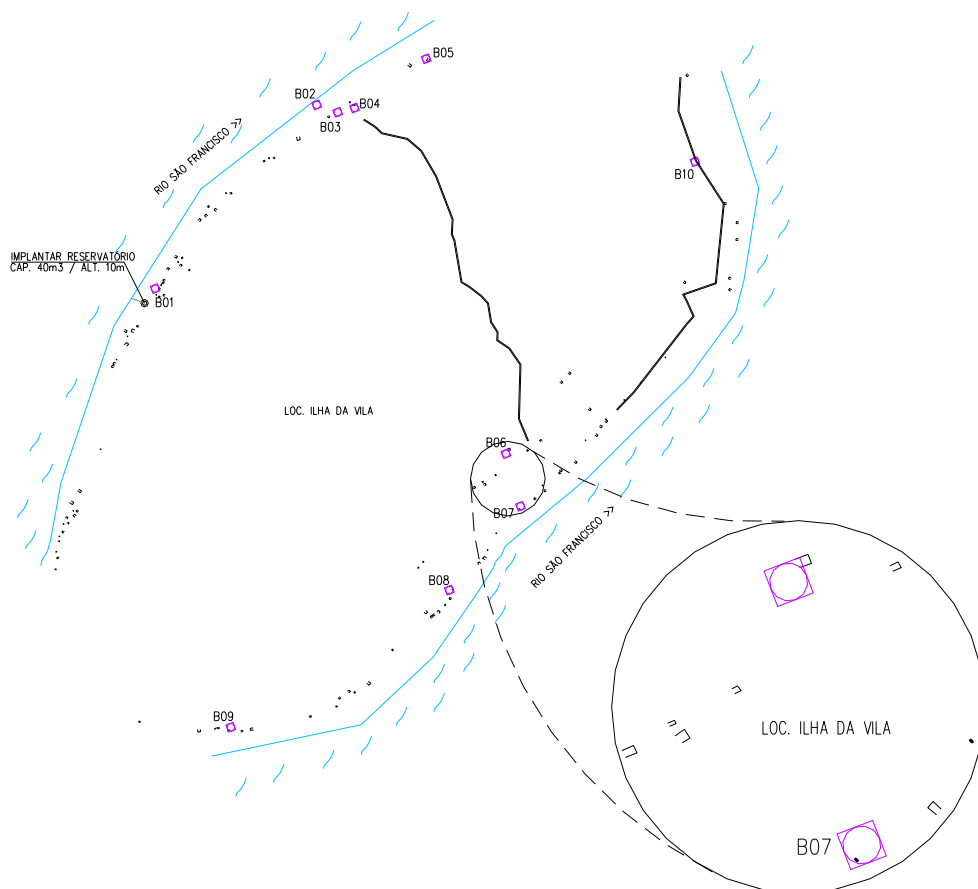 B05
B02
B04
B03
RIO SÃO FRANCISCO >>
B10
IMPLANTAR RESERVATÓRIO
CAP. 40m3 / ALT. 10m
B01
LOC. ILHA DA VILA
B06
B07
RIO SÃO FRANCISCO >>
B08
B09
LOC. ILHA DA VILA
B07